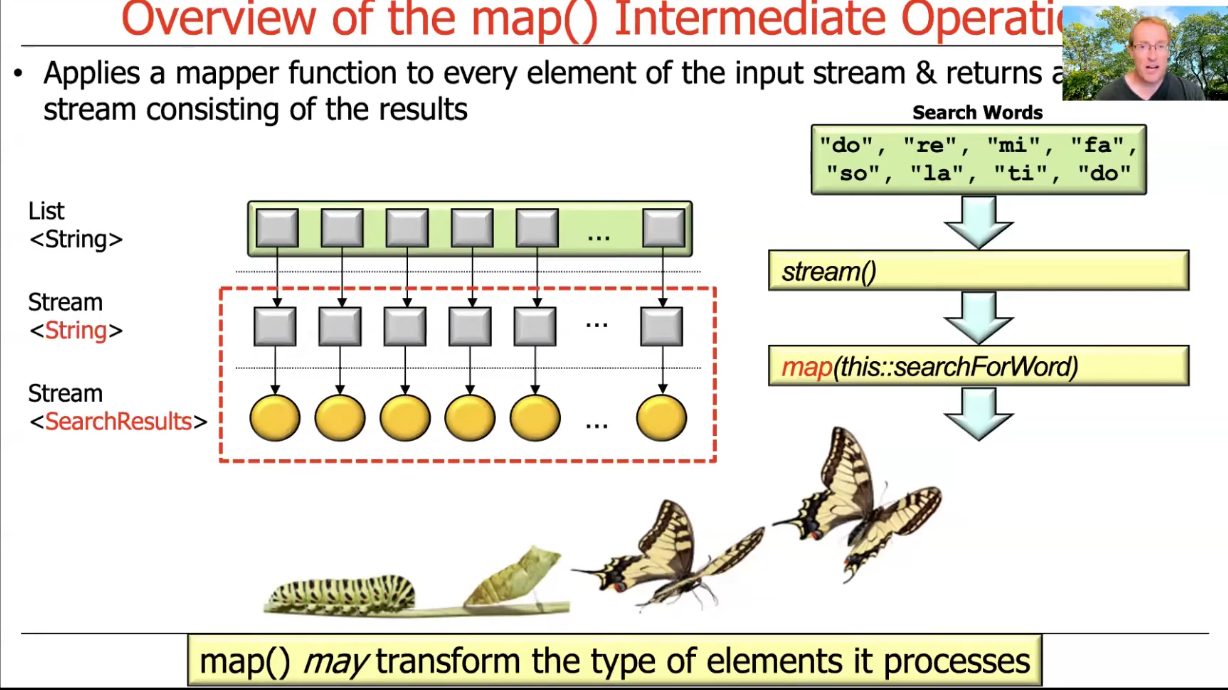 Overview of the map() Intermediate Operatio
• Applies a mapper function to every element of the input stream & returns a
stream consisting of the results
Search Words
"do", "re", "mi", "fa",
"so", "la", "ti", "do"
List
<String>
...
stream()
Stream
<String>
...
map(this::searchForWord)
Stream
<SearchResults>
...
map() may transform the type of elements it processes